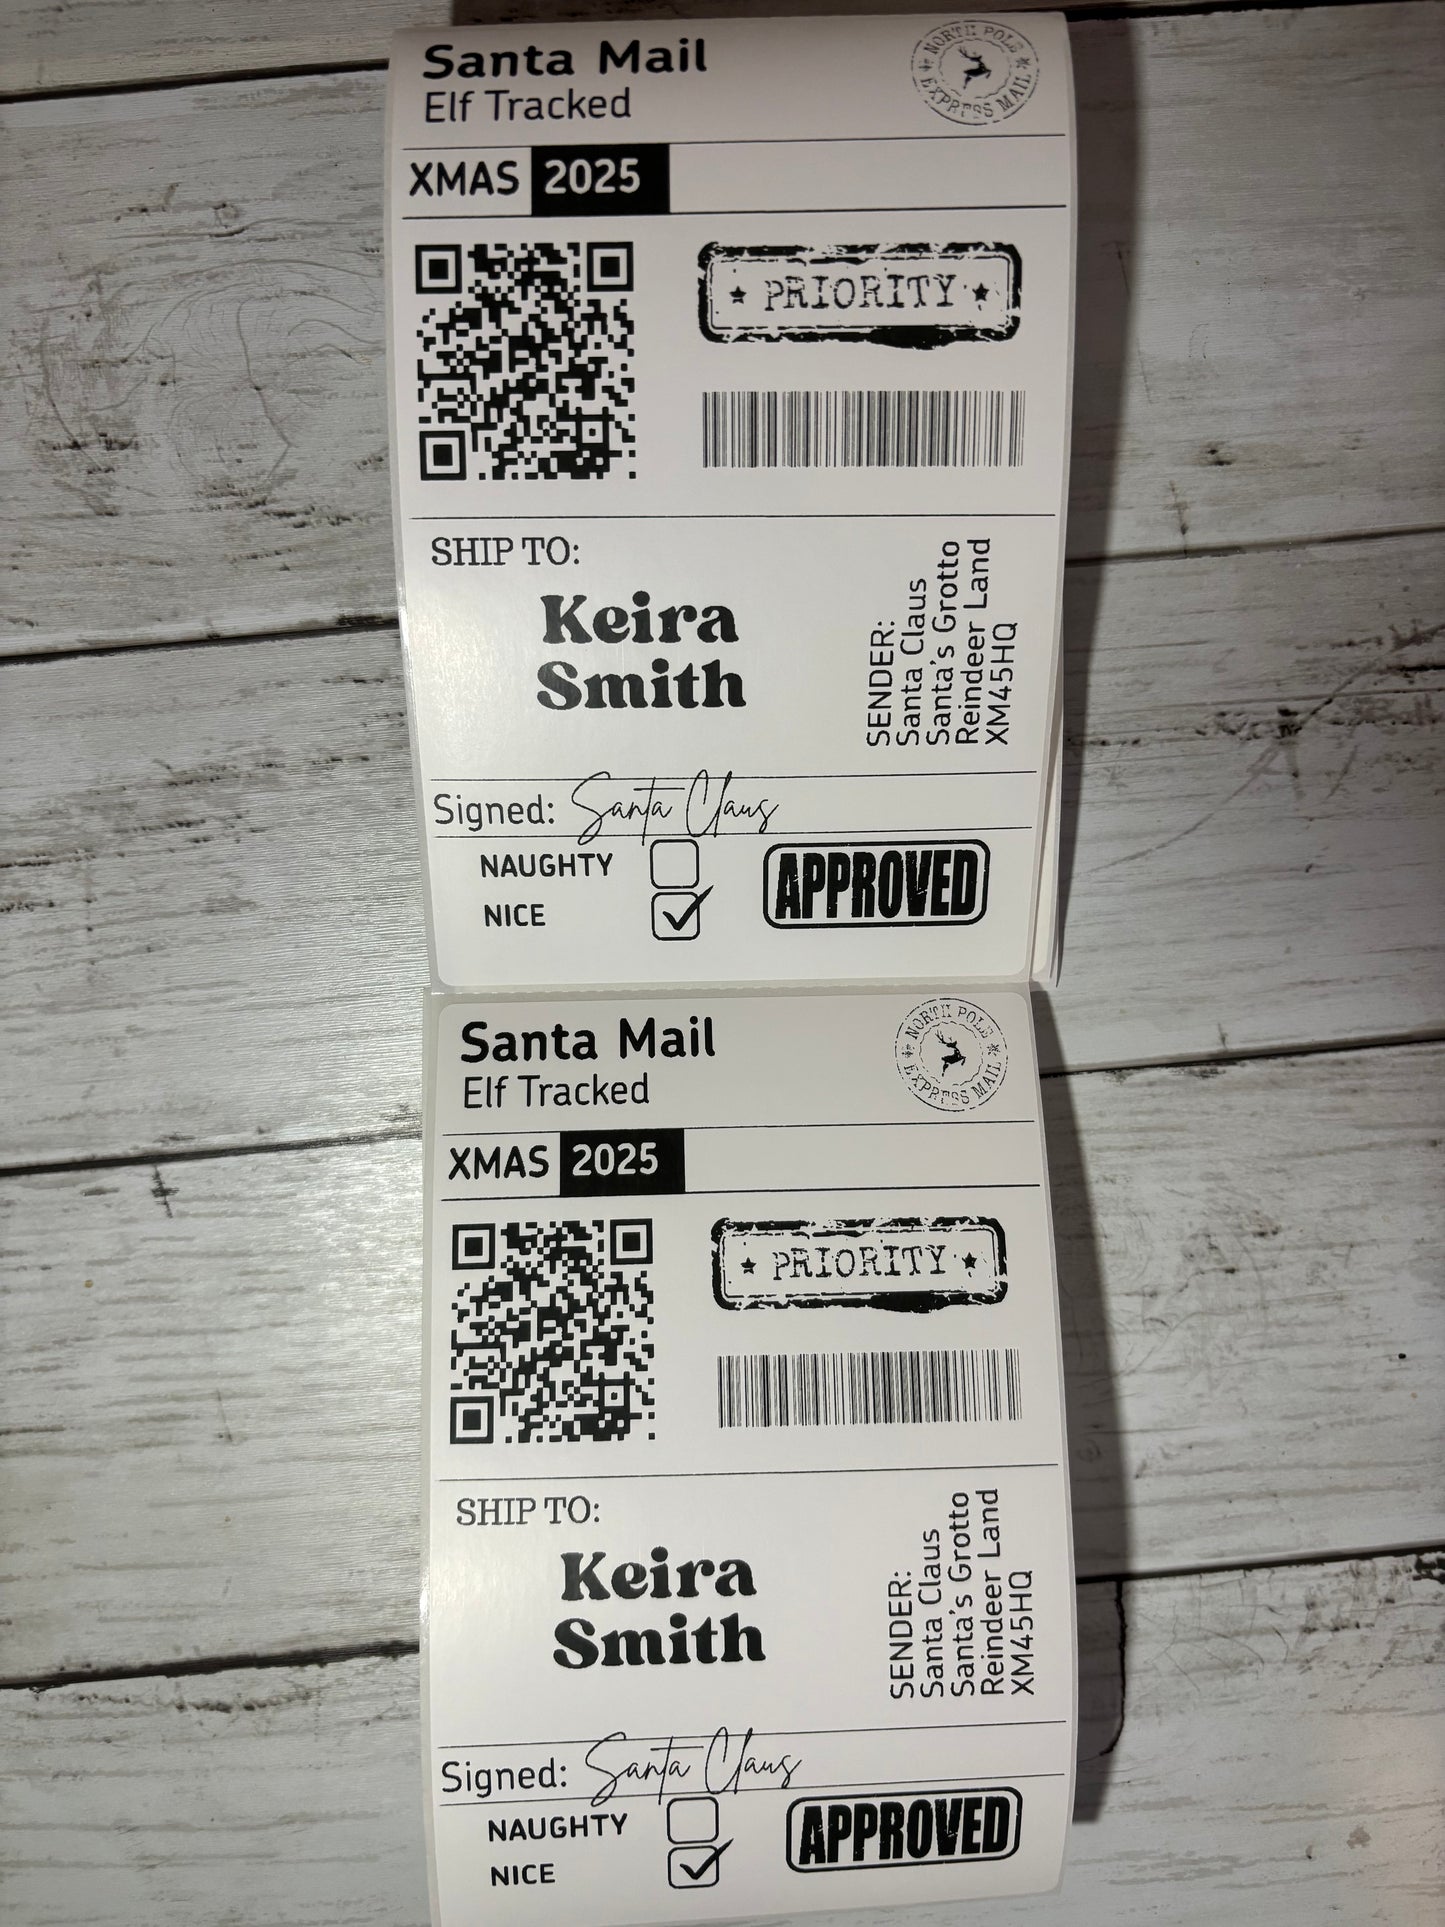 Santa Mail
Elf Tracked
NORTH POLE
EXPRESS MAIL
XMAS 2025
PRIORITY
SHIP TO:
Keira
Smith
SENDER:
Santa Claus
Santa's Grotto
Reindeer Land
XM45HQ
Signed: Santa Claus
NAUGHTY
NICE
APPROVED
Santa Mail
Elf Tracked
NORTH POLE
EXPRESS MAIL
XMAS 2025
PRIORITY
SHIP TO:
Keira
Smith
SENDER:
Santa Claus
Santa's Grotto
Reindeer Land
XM45HQ
Signed: Santa Claus
NAUGHTY
NICE
APPROVED